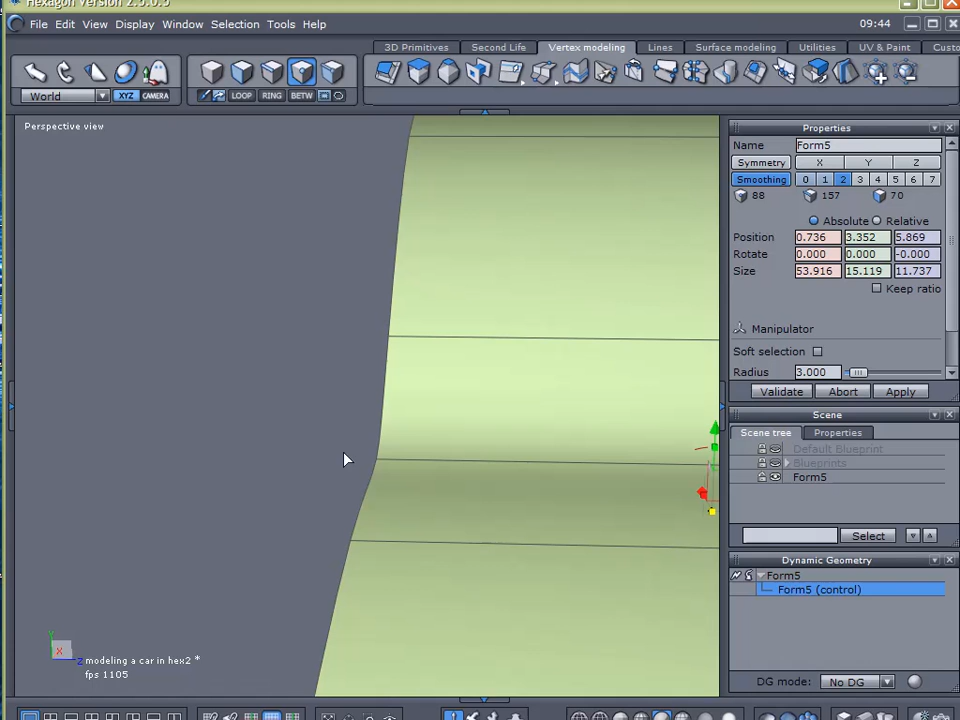 Hexagon Version 2.5.0.5
File Edit View Display Window Selection Tools Help 09:44
3D Primitives Second Life Vertex modeling Lines Surface modeling Utilities UV & Paint Custo
World XYZ CAMERA LOOP RING BETW
Perspective view
Properties
Name Form5
Symmetry X Y Z
Smoothing 0 1 2 3 4 5 6 7
88 157 70
Absolute Relative
Position 0.736 3.352 5.869
Rotate 0.000 0.000 -0.000
Size 53.916 15.119 11.737
Keep ratio
Manipulator
Soft selection
Radius 3.000
Validate Abort Apply
Scene
Scene tree Properties
Default Blueprint
Blueprints
Form5
Select
Dynamic Geometry
Form5
Form5 (control)
DG mode: No DG
Y
X
Z
modeling a car in hex2 *
fps 1105